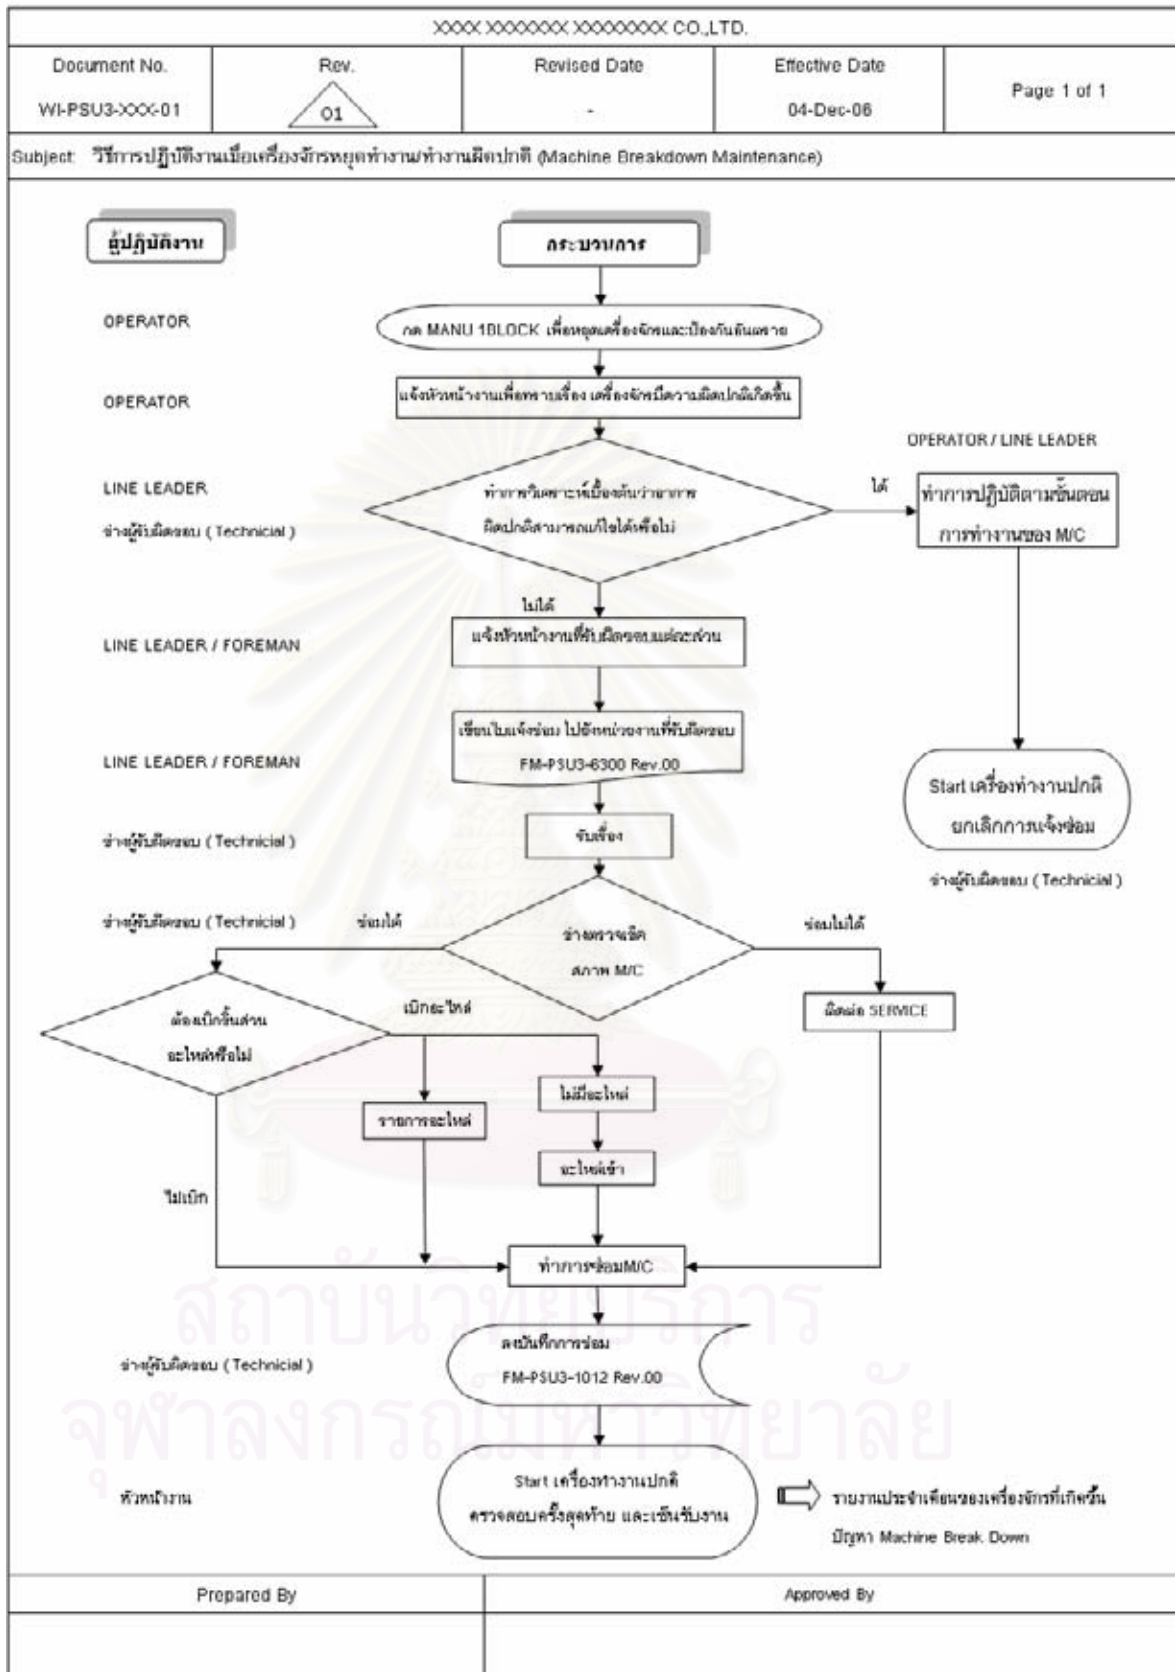 XXXX XXXXXXX XXXXXXXX CO.,LTD.
Document No. Rev. Revised Date Effective Date Page 1 of 1
WI-PSU3-XXX-01 01 - 04-Dec-06
Subject: วิธีการปฏิบัติงานเมื่อเครื่องจักรหยุดทำงาน/ทำงานผิดปกติ (Machine Breakdown Maintenance)
ผู้ปฏิบัติงาน กระบวนการ
OPERATOR กด MANU 1BLOCK เพื่อหยุดเครื่องจักรและป้องกันอันตราย
OPERATOR แจ้งหัวหน้างานเพื่อทราบเรื่อง เครื่องจักรมีความผิดปกติเกิดขึ้น
OPERATOR / LINE LEADER
LINE LEADER ทำการวิเคราะห์เบื้องต้นว่าอาการ ได้ ทำการปฏิบัติตามขั้นตอน
ช่างผู้รับผิดชอบ ( Technicial ) ผิดปกติสามารถแก้ไขได้หรือไม่ การทำงานของ M/C
ไม่ได้
LINE LEADER / FOREMAN แจ้งหัวหน้างานที่รับผิดชอบแต่ละส่วน
เขียนใบแจ้งซ่อม ไปยังหน่วยงานที่รับผิดชอบ
LINE LEADER / FOREMAN FM-PSU3-6300 Rev.00
Start เครื่องทำงานปกติ
ยกเลิกการแจ้งซ่อม
ช่างผู้รับผิดชอบ ( Technicial ) รับเรื่อง
ช่างผู้รับผิดชอบ ( Technicial )
ช่างผู้รับผิดชอบ ( Technicial ) ซ่อมได้ ช่างตรวจเช็ค ซ่อมไม่ได้
สภาพ M/C
ต้องเบิกชิ้นส่วน เบิกอะไหล่ ติดต่อ SERVICE
อะไหล่หรือไม่
ไม่มีอะไหล่
รายการอะไหล่
อะไหล่เข้า
ไม่เบิก
ทำการซ่อมM/C
ลงบันทึกการซ่อม
ช่างผู้รับผิดชอบ ( Technicial ) FM-PSU3-1012 Rev.00
Start เครื่องทำงานปกติ
หัวหน้างาน ตรวจสอบครั้งสุดท้าย และเซ็นรับงาน รายงานประจำเดือนของเครื่องจักรที่เกิดขึ้น
ปัญหา Machine Break Down
สถาบันวิทยบริการ
จุฬาลงกรณ์มหาวิทยาลัย
Prepared By Approved By